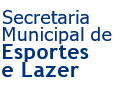 Secretaria
Municipal de
Esportes
e Lazer